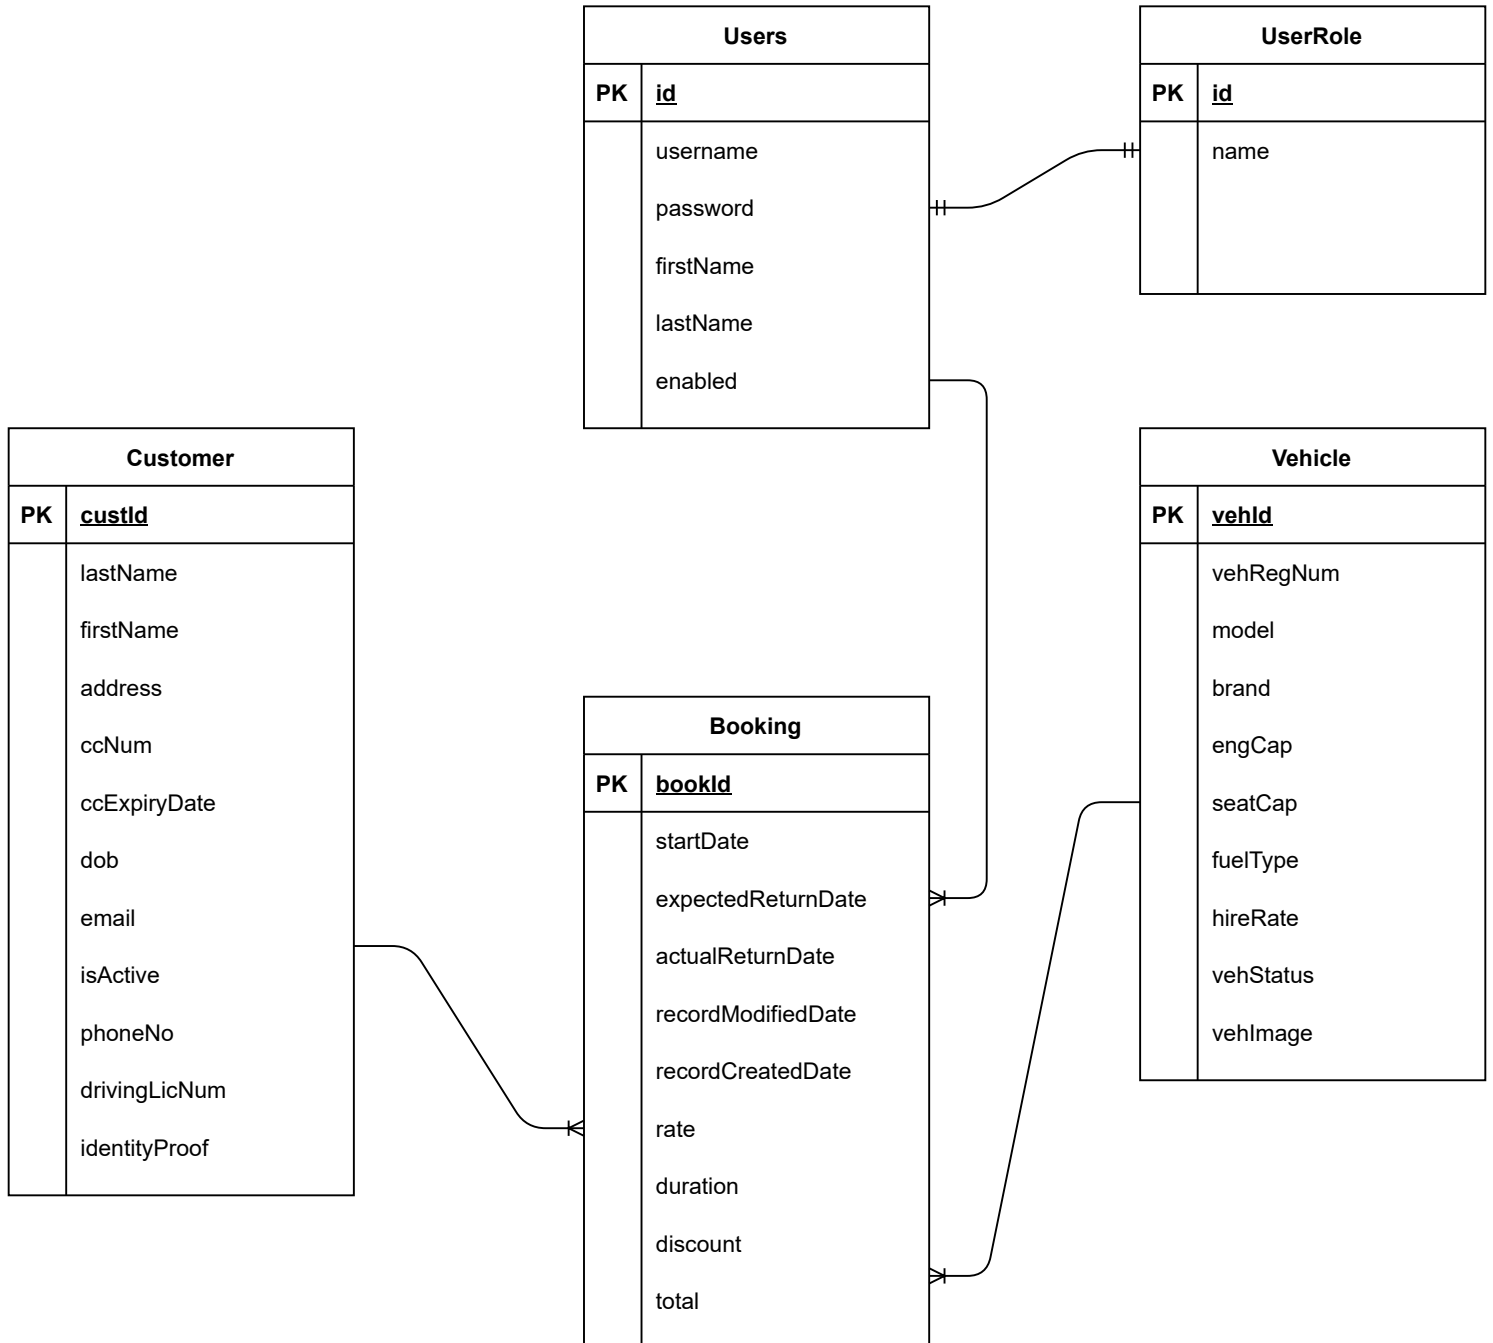 Users
PK id
username
password
firstName
lastName
enabled
UserRole
PK id
name
Customer
PK custId
lastName
firstName
address
ccNum
ccExpiryDate
dob
email
isActive
phoneNo
drivingLicNum
identityProof
Booking
PK bookId
startDate
expectedReturnDate
actualReturnDate
recordModifiedDate
recordCreatedDate
rate
duration
discount
total
Vehicle
PK vehId
vehRegNum
model
brand
engCap
seatCap
fuelType
hireRate
vehStatus
vehImage